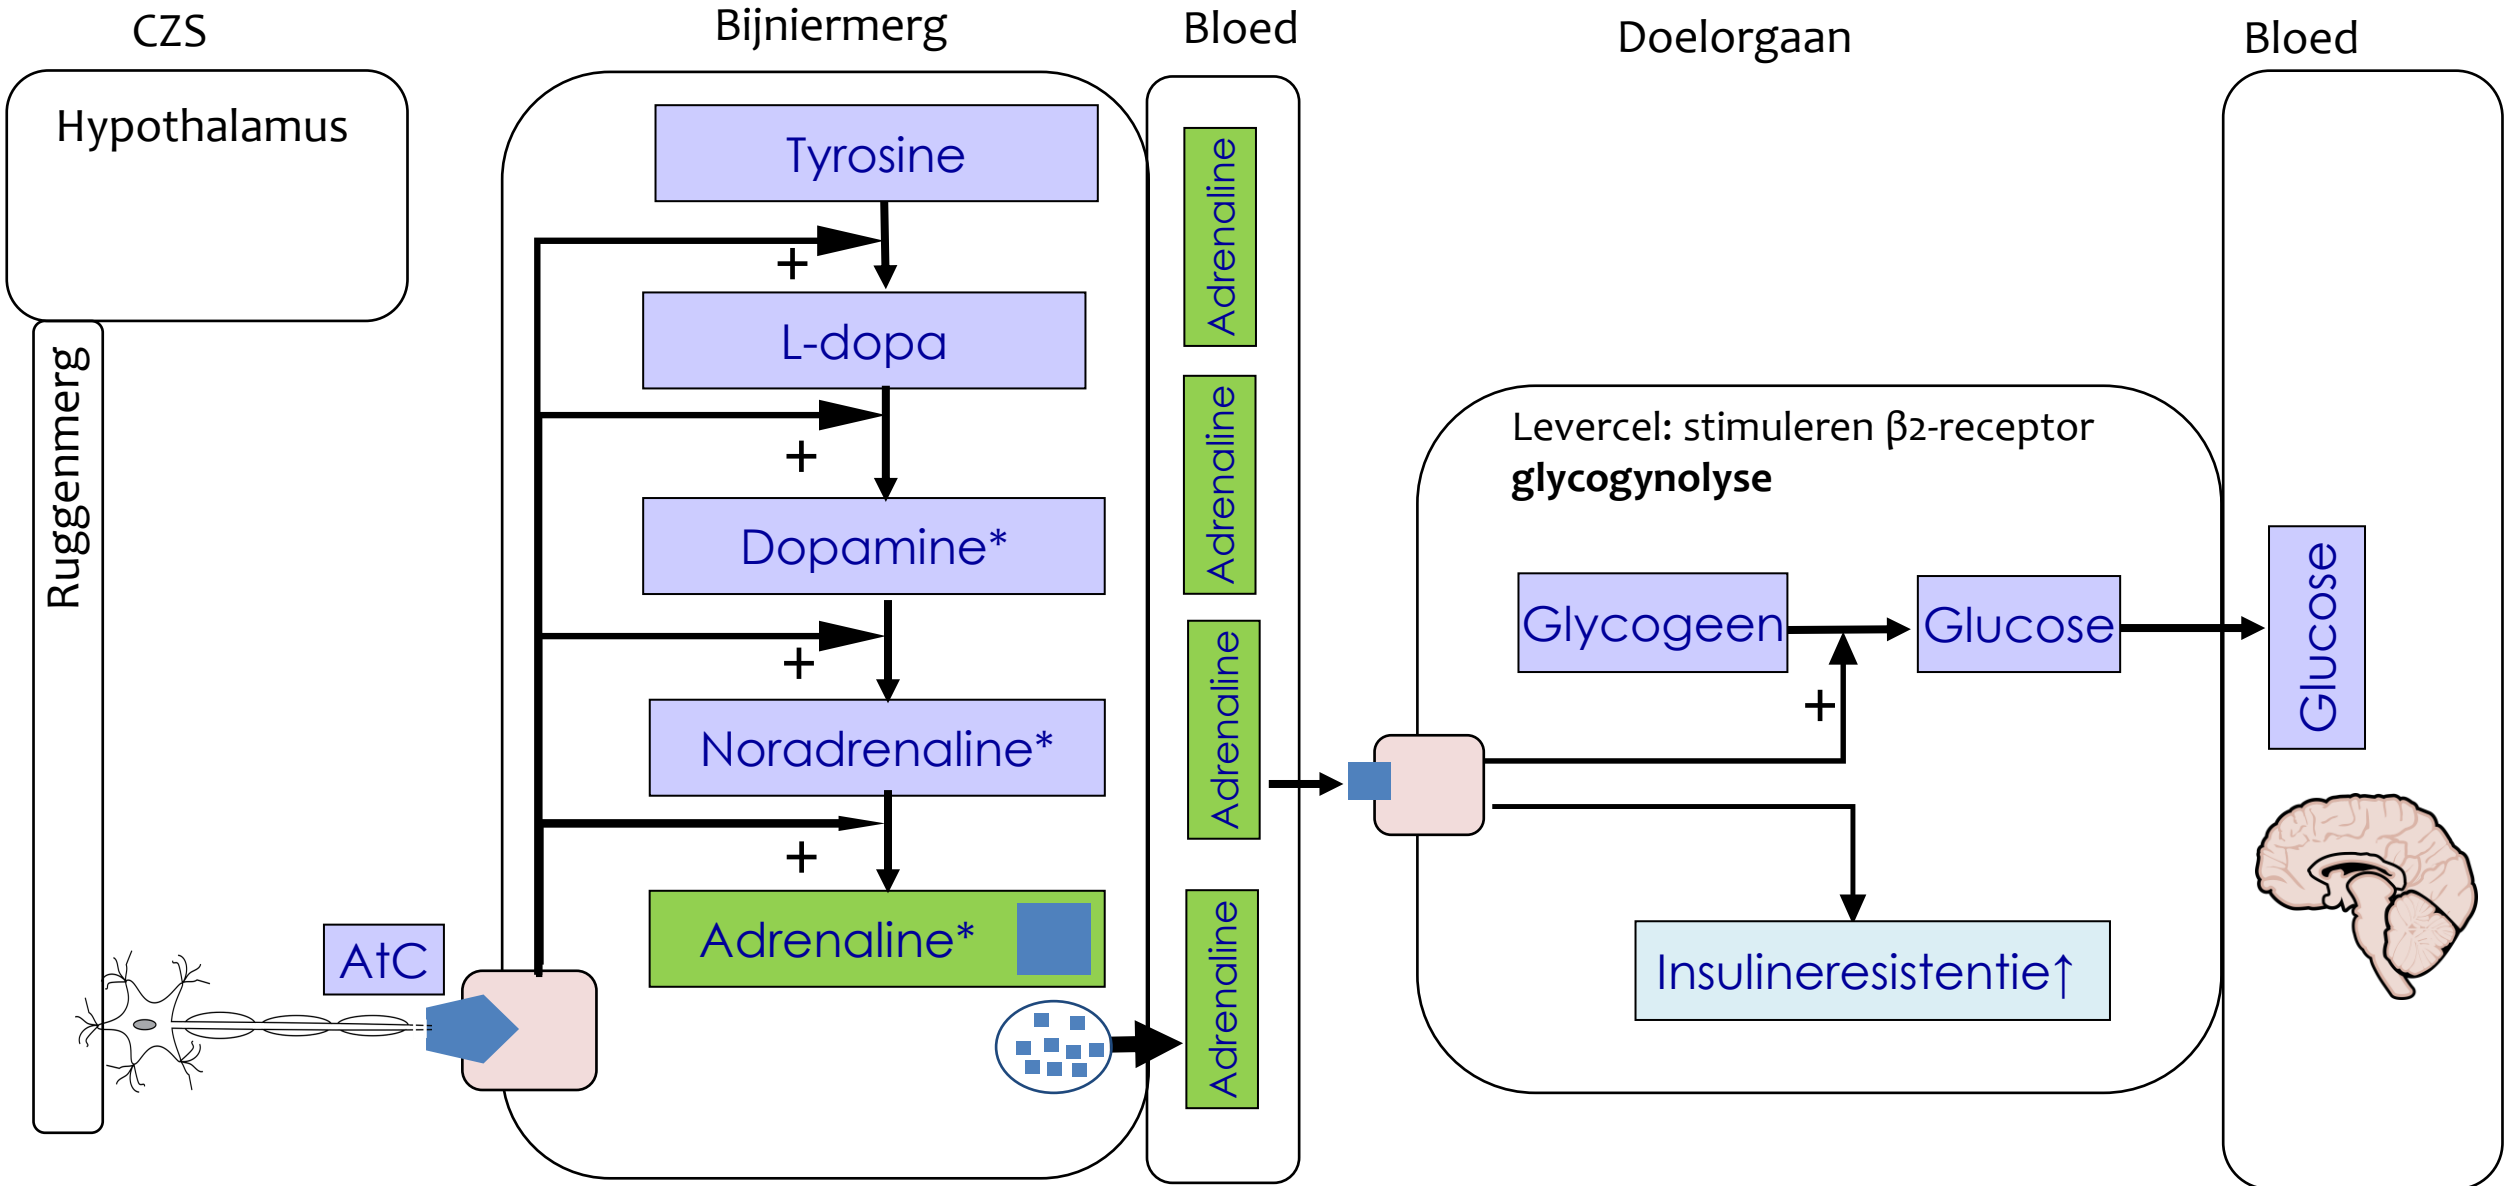 CZS
Bijniermerg
Bloed
Doelorgaan
Bloed
Hypothalamus
Ruggenmerg
AtC
Tyrosine
+
L-dopa
+
Dopamine*
+
Noradrenaline*
+
Adrenaline*
Adrenaline
Adrenaline
Adrenaline
Adrenaline
Levercel: stimuleren β2-receptor
glycogynolyse
Glycogeen
Glucose
+
Insulineresistentie↑
Glucose